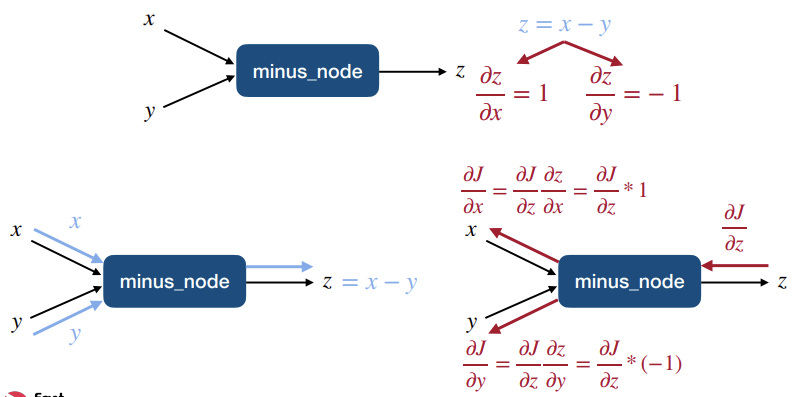 x
y
minus_node
z
z = x − y
∂z/∂x = 1
∂z/∂y = − 1
x
y
x
y
minus_node
z = x − y
∂J/∂x = ∂J/∂z ∂z/∂x = ∂J/∂z * 1
x
y
minus_node
∂J/∂z
z
∂J/∂y = ∂J/∂z ∂z/∂y = ∂J/∂z * (−1)